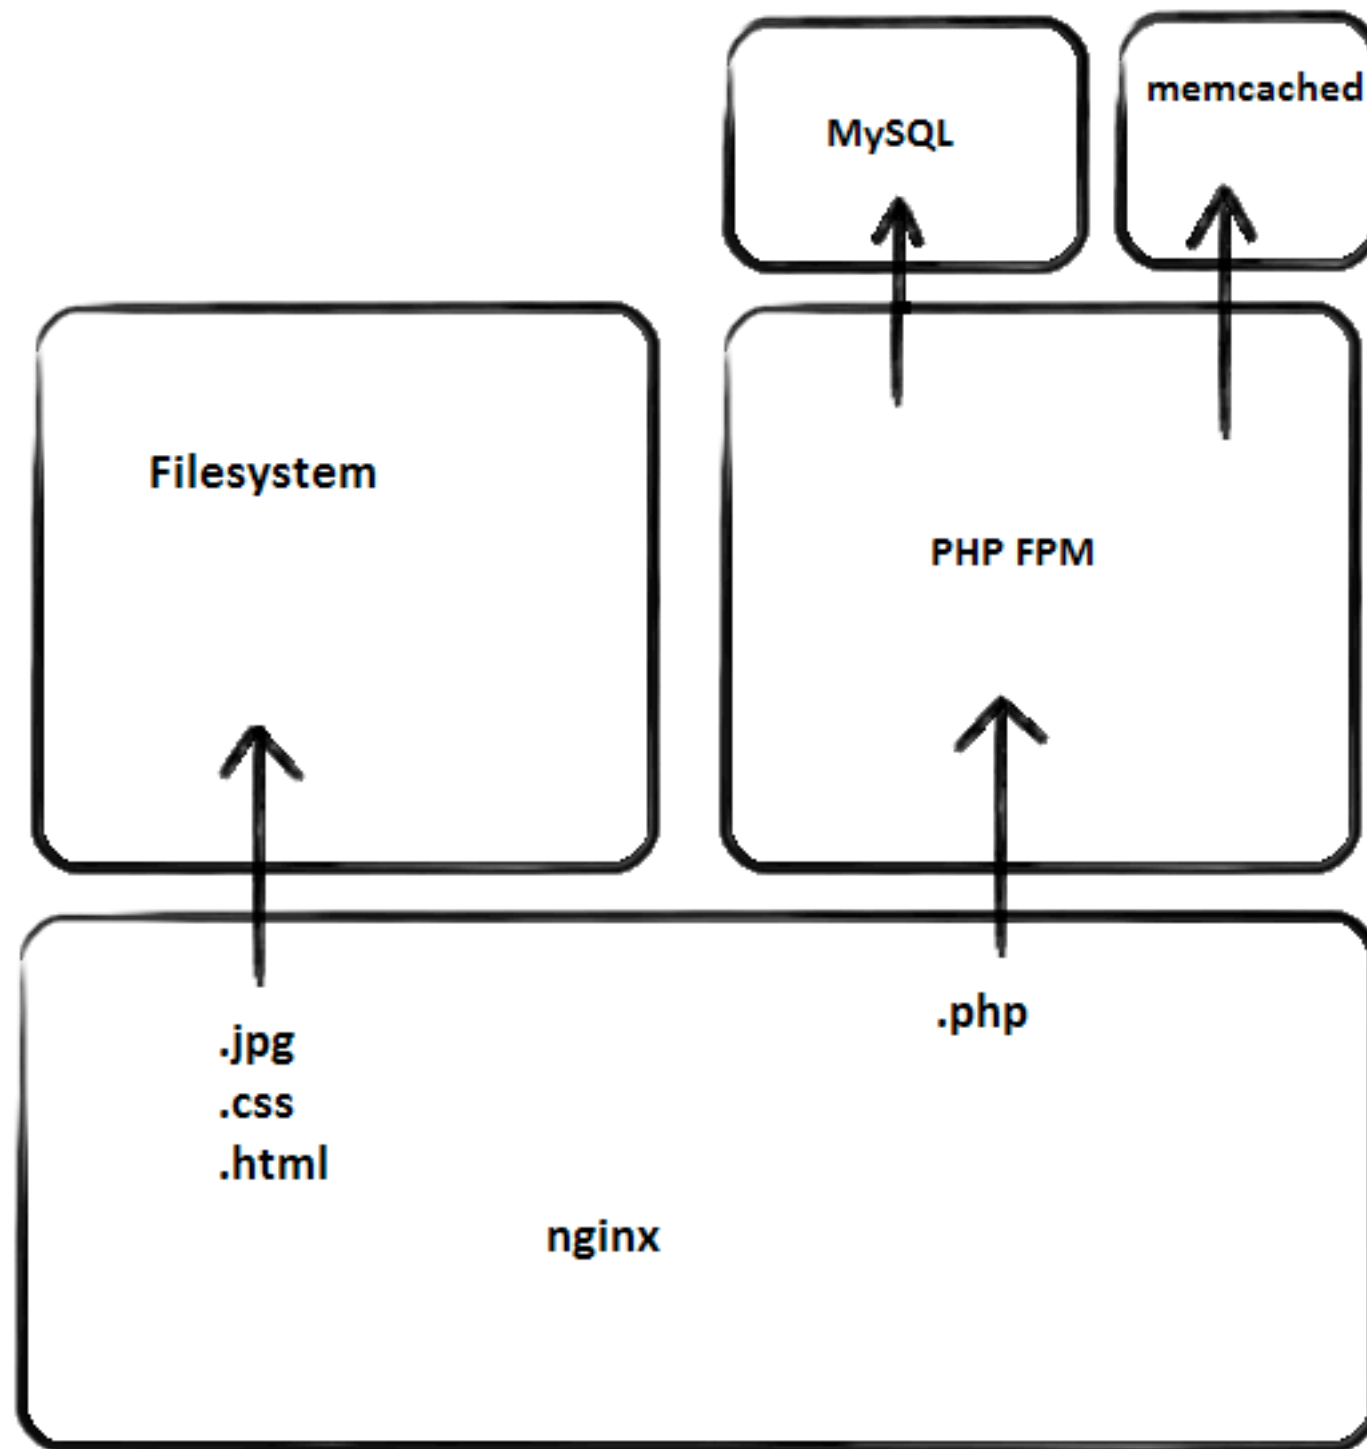 MySQL
memcached
Filesystem
PHP FPM
.jpg
.css
.html
.php
nginx